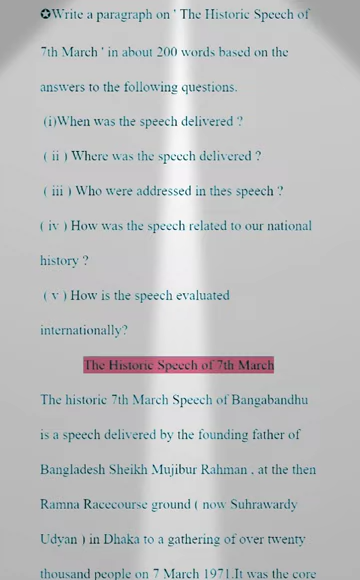 ✪Write a paragraph on ' The Historic Speech of
7th March ' in about 200 words based on the
answers to the following questions.
(i)When was the speech delivered ?
( ii ) Where was the speech delivered ?
( iii ) Who were addressed in thes speech ?
( iv ) How was the speech related to our national
history ?
( v ) How is the speech evaluated
internationally?
The Historic Speech of 7th March
The historic 7th March Speech of Bangabandhu
is a speech delivered by the founding father of
Bangladesh Sheikh Mujibur Rahman , at the then
Ramna Racecourse ground ( now Suhrawardy
Udyan ) in Dhaka to a gathering of over twenty
thousand people on 7 March 1971.It was the core